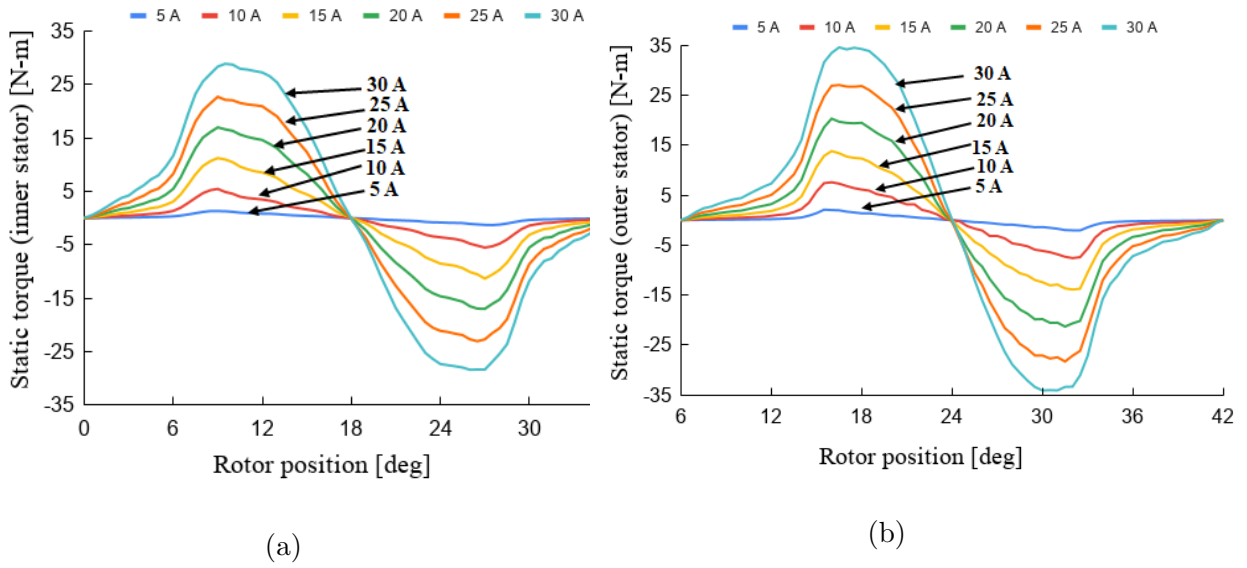 5 A 10 A 15 A 20 A 25 A 30 A
Static torque (inner stator) [N-m]
35
25
15
5
-5
-15
-25
-35
30 A
25 A
20 A
15 A
10 A
5 A
0 6 12 18 24 30
Rotor position [deg]
(a)
5 A 10 A 15 A 20 A 25 A 30 A
Static torque (outer stator) [N-m]
35
25
15
5
-5
-15
-25
-35
30 A
25 A
20 A
15 A
10 A
5 A
6 12 18 24 30 36 42
Rotor position [deg]
(b)